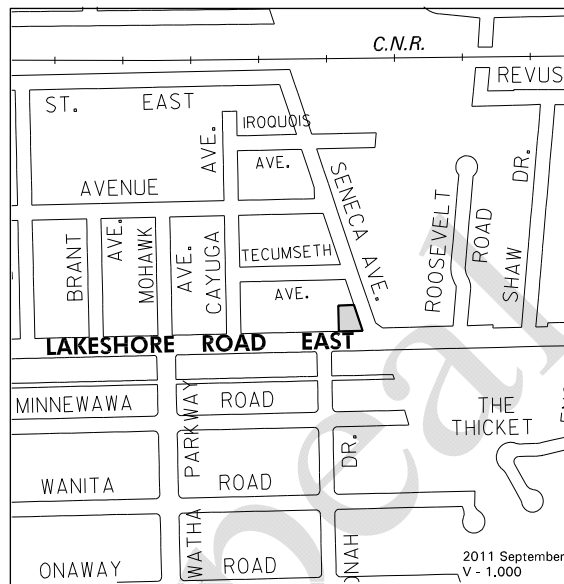 C.N.R.
REVUS
ST. EAST
IROQUOIS
AVE.
AVE.
AVENUE
SENECA AVE.
ROOSEVELT
ROAD
SHAW
DR.
BRANT
AVE.
MOHAWK
AVE.
CAYUGA
TECUMSETH
AVE.
LAKESHORE ROAD EAST
MINNEWAWA ROAD
PARKWAY
THE
THICKET
WANITA ROAD
DR.
WATHA
ONAWAY ROAD
ONAH
2011 September
V - 1.000
peal